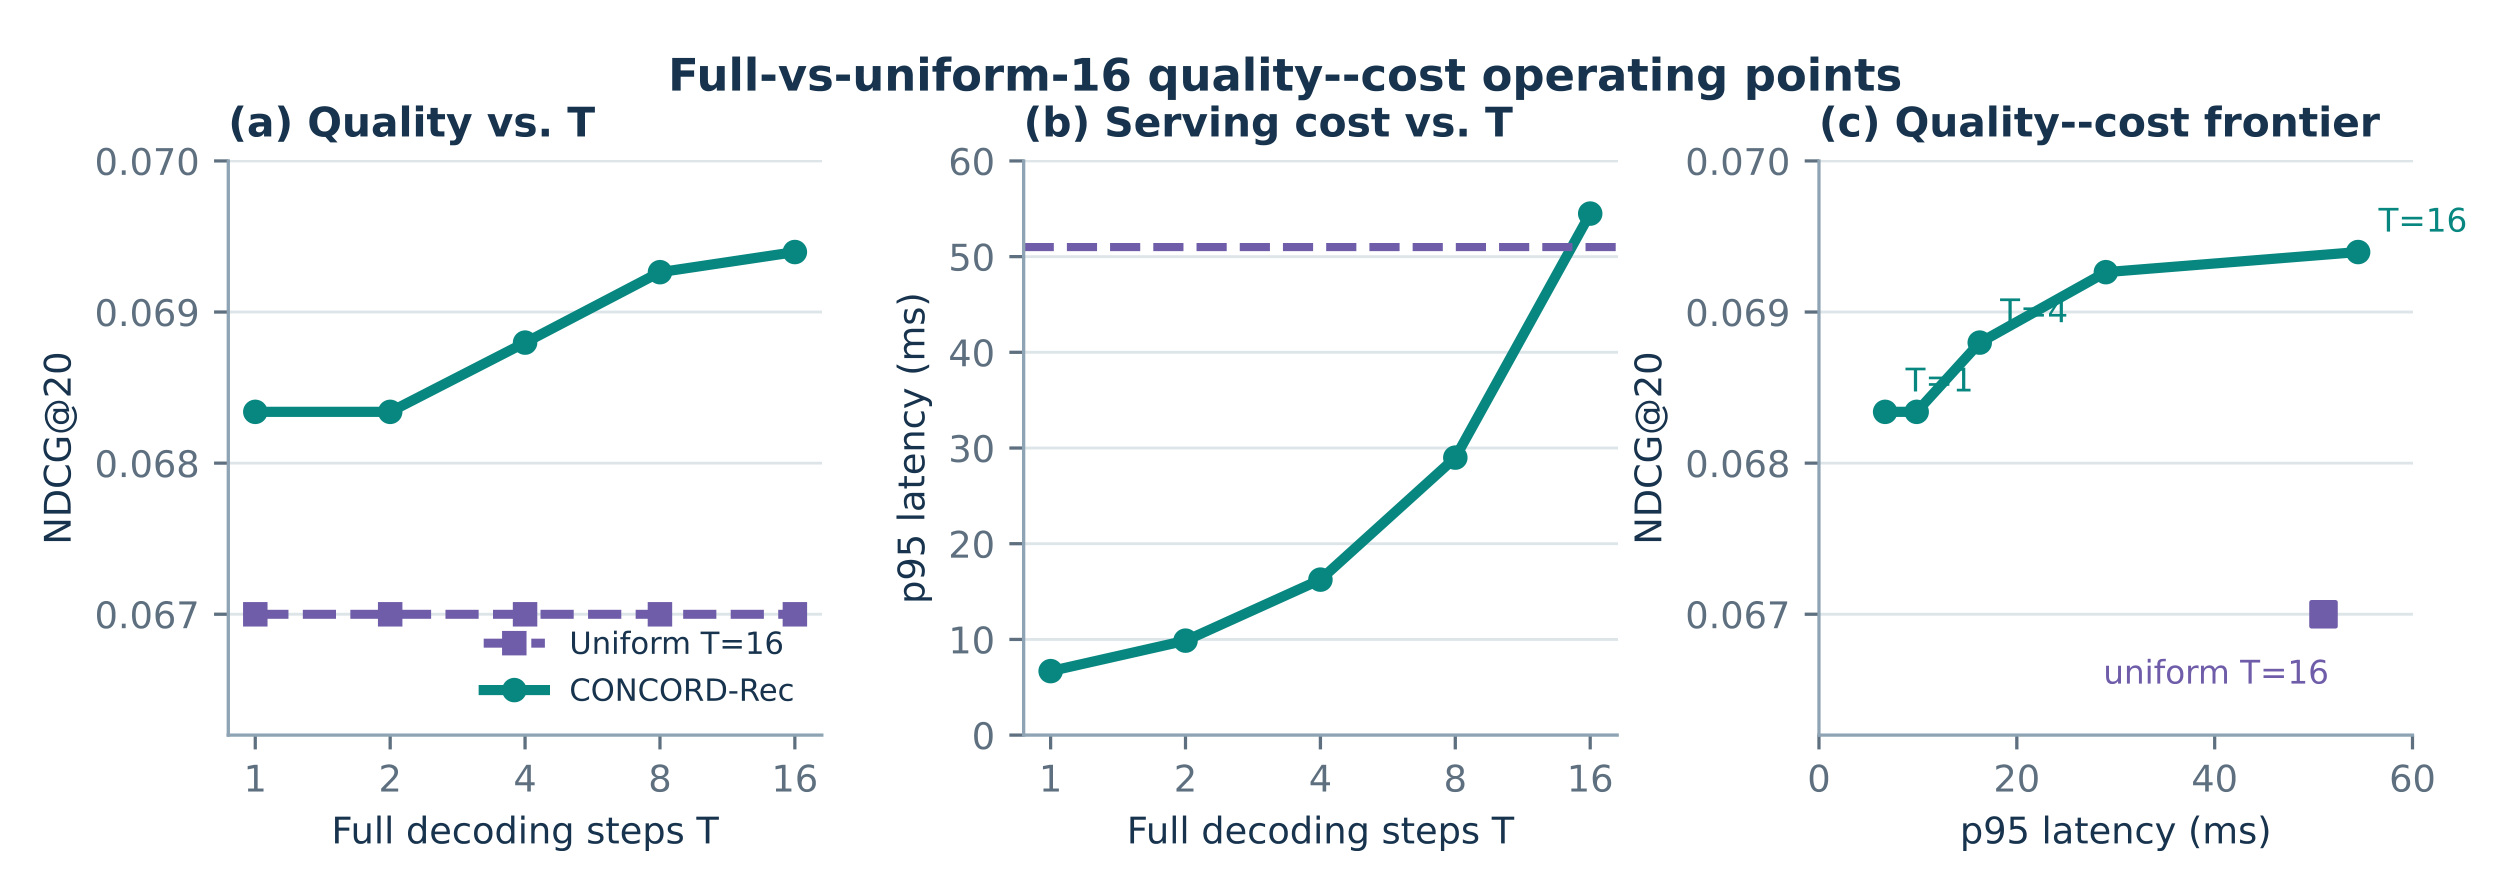 Full-vs-uniform-16 quality--cost operating points
(a) Quality vs. T
0.070
0.069
0.068
0.067
NDCG@20
Uniform T=16
CONCORD-Rec
1 2 4 8 16
Full decoding steps T
(b) Serving cost vs. T
60
50
40
30
20
10
0
p95 latency (ms)
1 2 4 8 16
Full decoding steps T
(c) Quality--cost frontier
0.070
0.069
0.068
0.067
NDCG@20
T=16
T=4
T=1
uniform T=16
0 20 40 60
p95 latency (ms)